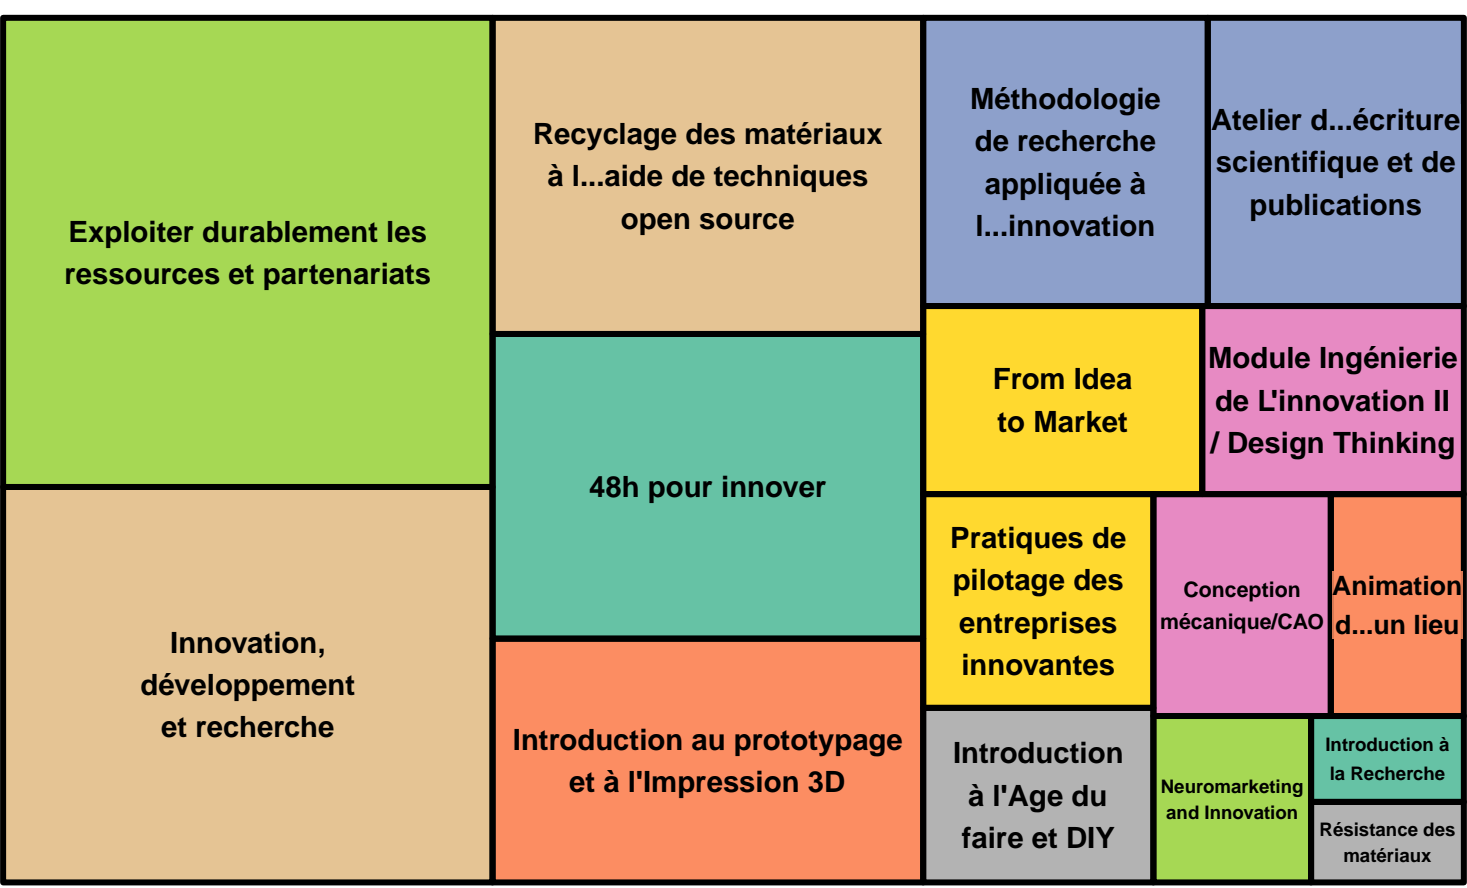 Exploiter durablement les
ressources et partenariats
Innovation,
développement
et recherche
Recyclage des matériaux
à l...aide de techniques
open source
48h pour innover
Introduction au prototypage
et à l'Impression 3D
Méthodologie
de recherche
appliquée à
l...innovation
Atelier d...écriture
scientifique et de
publications
From Idea
to Market
Module Ingénierie
de L'innovation II
/ Design Thinking
Pratiques de
pilotage des
entreprises
innovantes
Conception
mécanique/CAO
Animation
d...un lieu
Introduction
à l'Age du
faire et DIY
Neuromarketing
and Innovation
Introduction à
la Recherche
Résistance des
matériaux